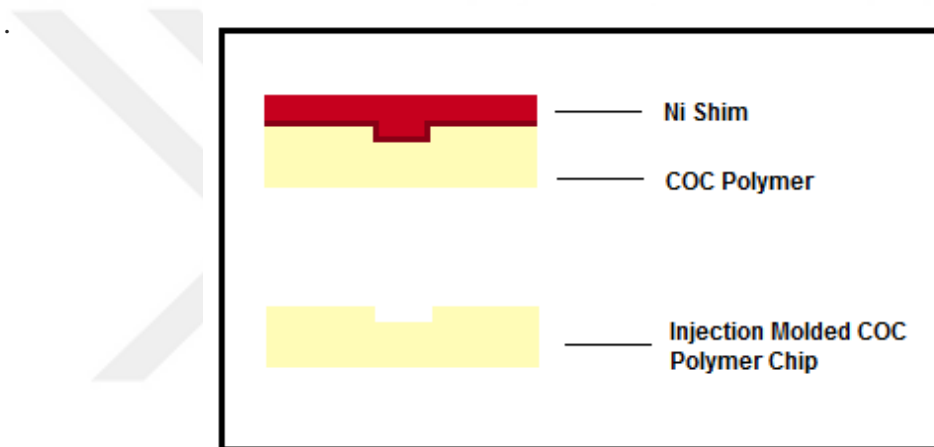 .
Ni Shim
COC Polymer
Injection Molded COC
Polymer Chip